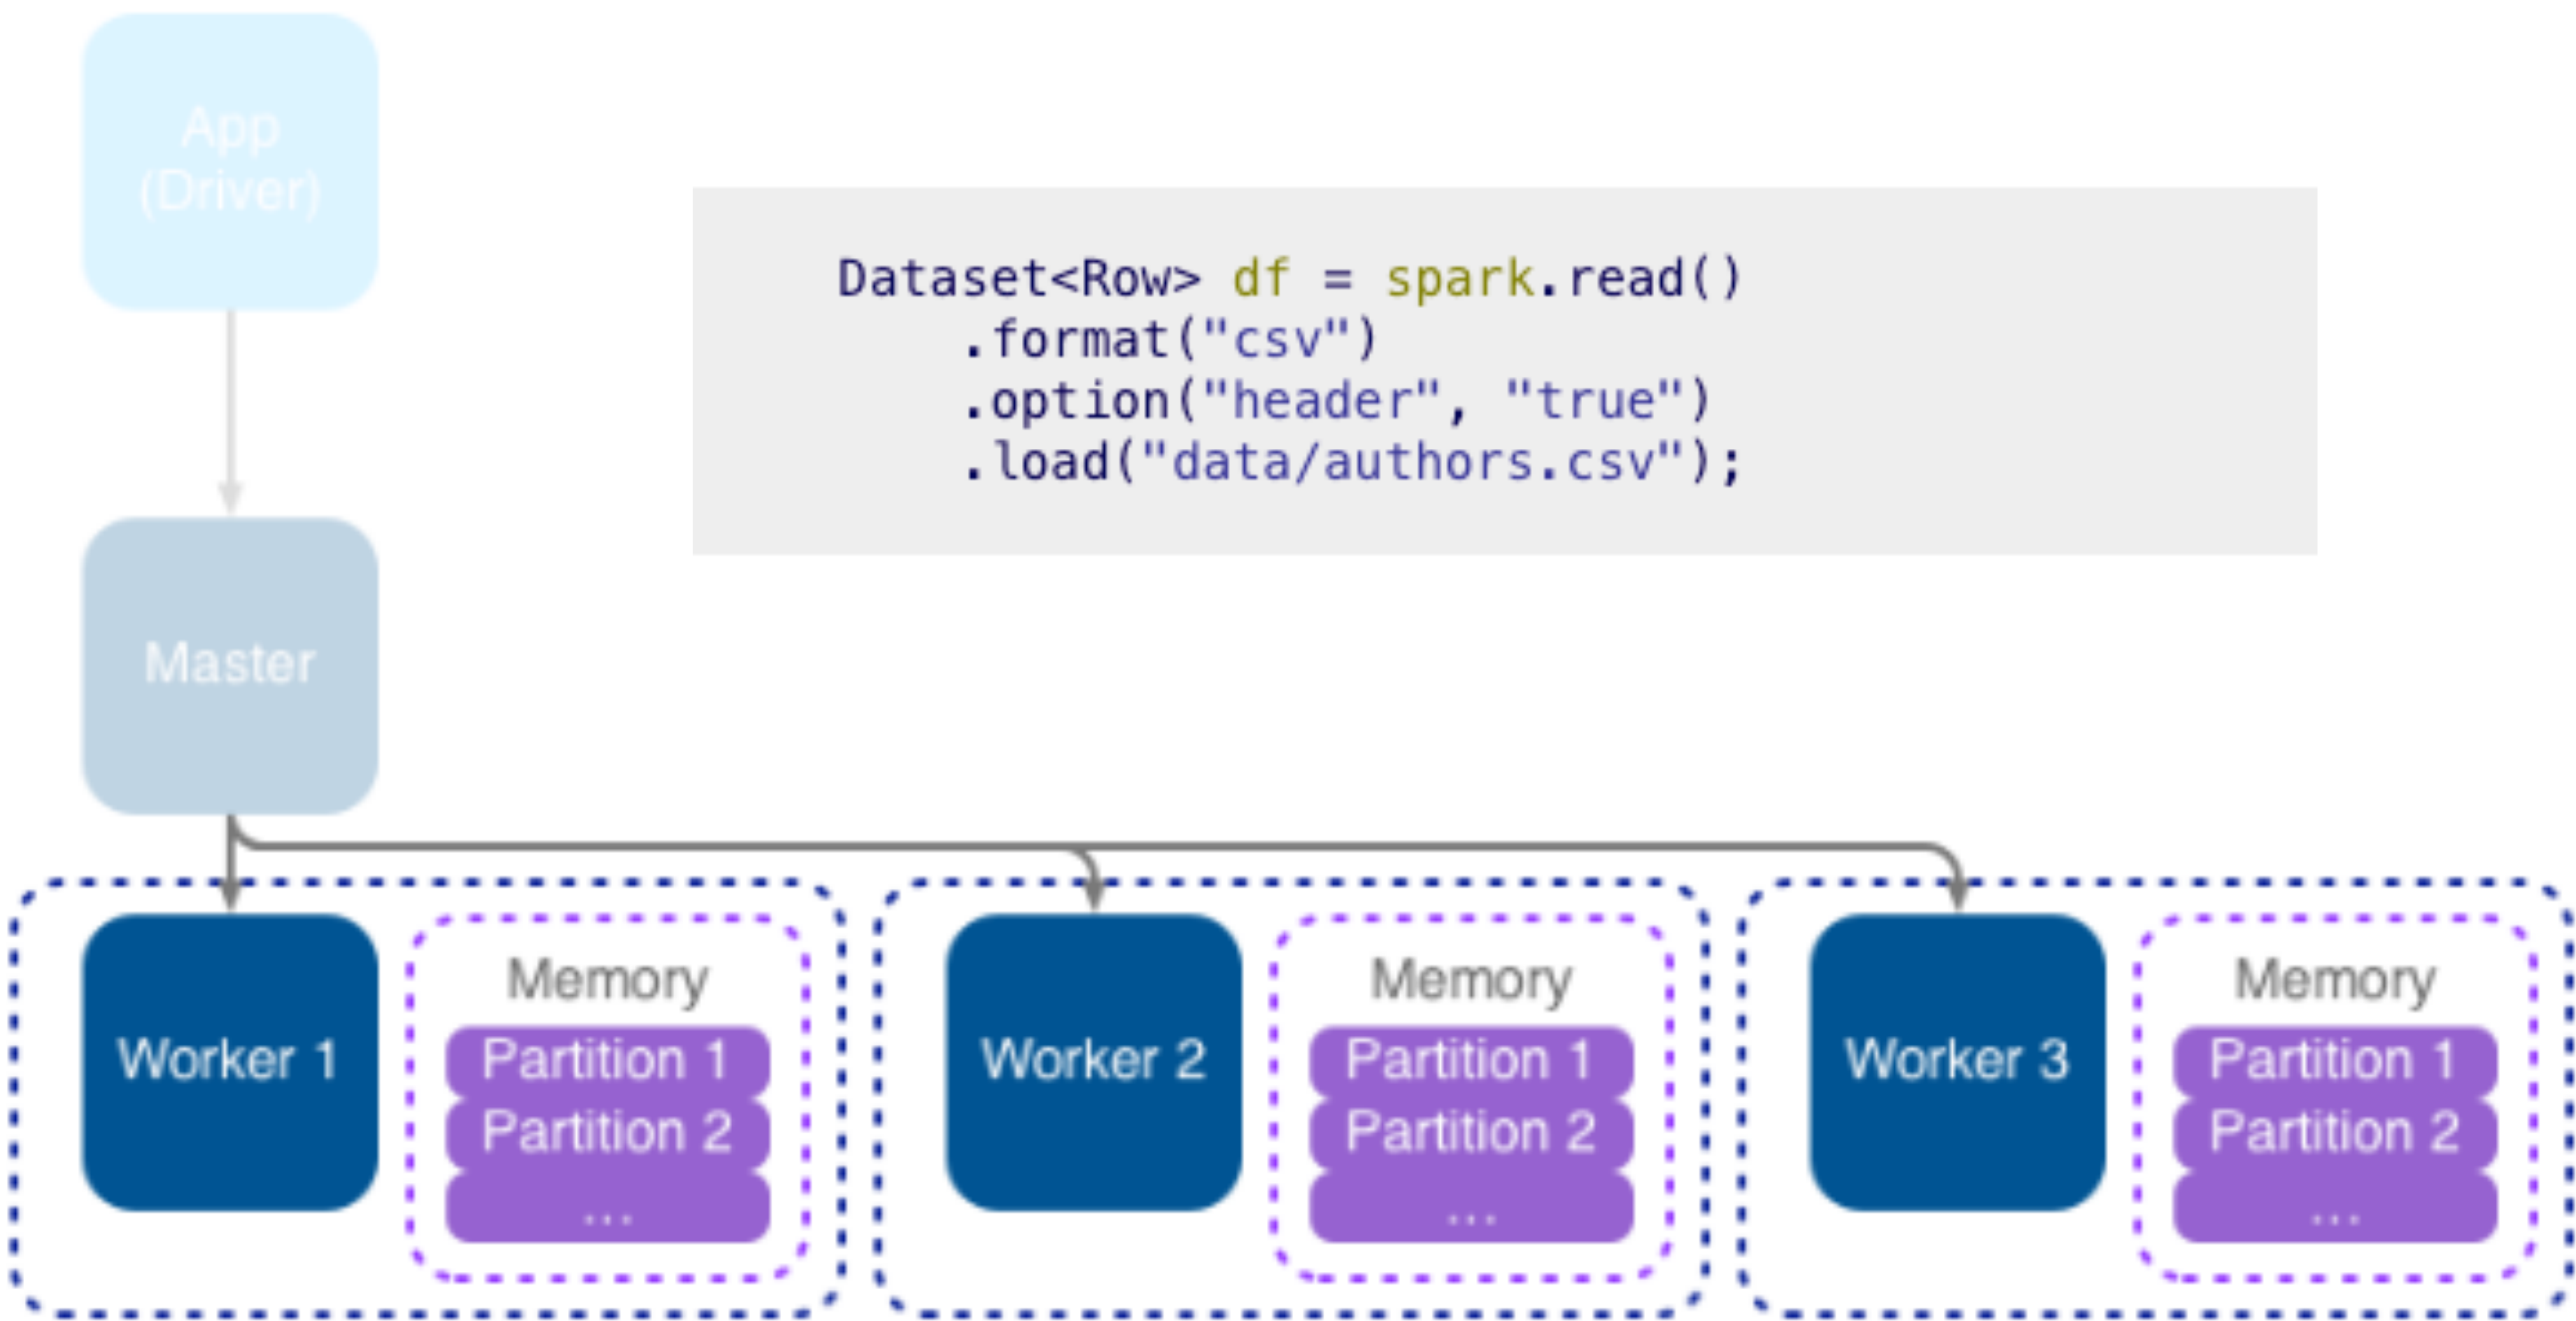 App
(Driver)
Dataset<Row> df = spark.read()
.format("csv")
.option("header", "true")
.load("data/authors.csv");
Master
Worker 1
Memory
Partition 1
Partition 2
...
Worker 2
Memory
Partition 1
Partition 2
...
Worker 3
Memory
Partition 1
Partition 2
...